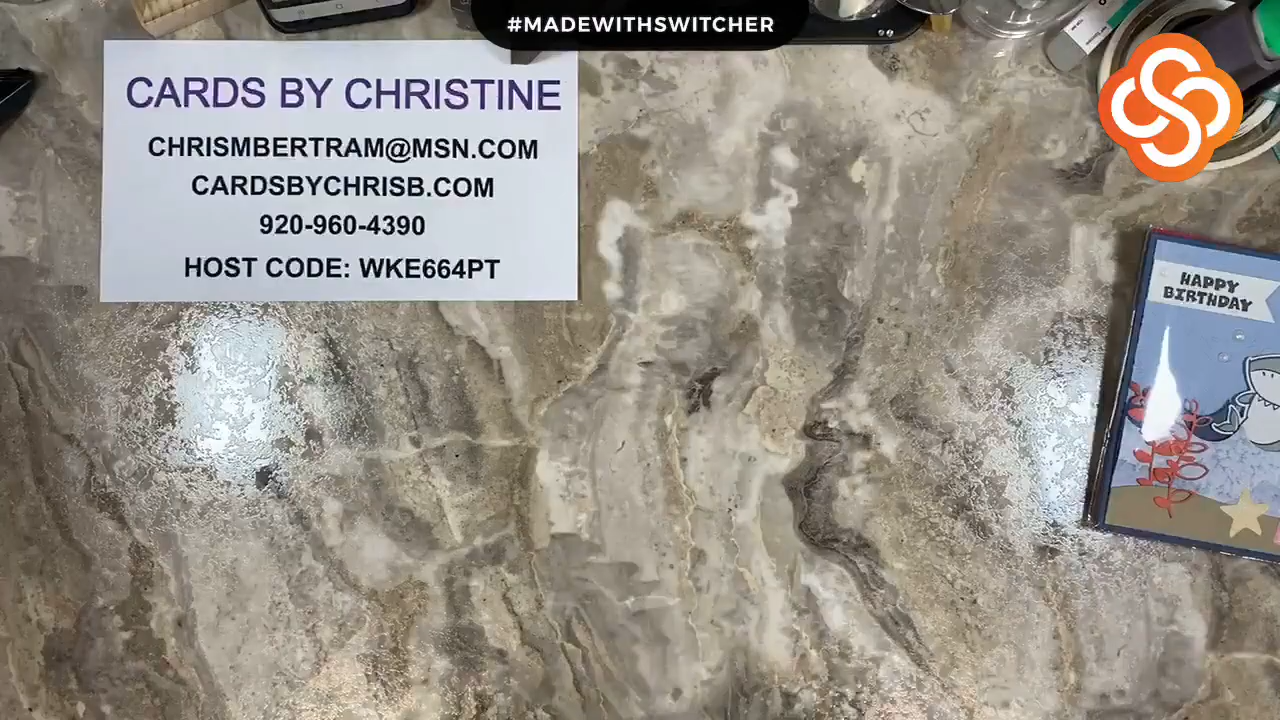 #MADEWITHSWITCHER
CARDS BY CHRISTINE
CHRISMBERTRAM@MSN.COM
CARDSBYCHRISB.COM
920-960-4390
HOST CODE: WKE664PT
HAPPY
BIRTHDAY